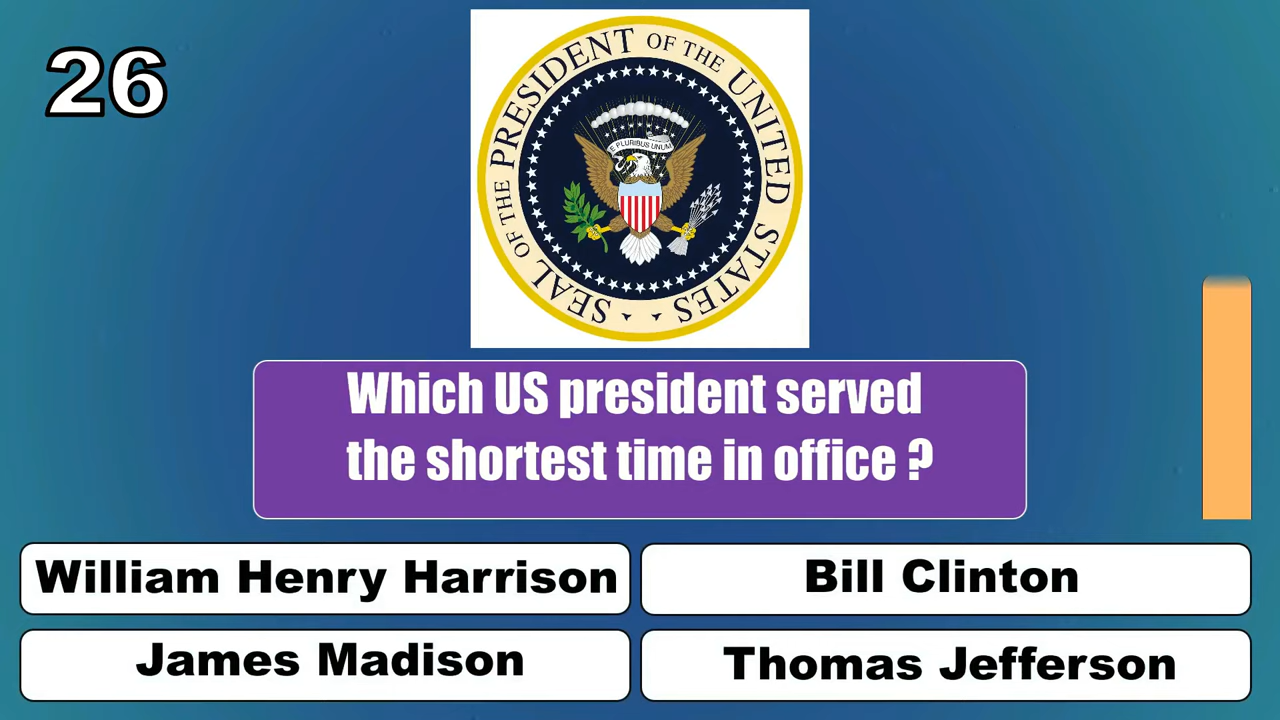 26
SEAL OF THE PRESIDENT OF THE UNITED STATES
E PLURIBUS UNUM
Which US president served
the shortest time in office ?
William Henry Harrison
Bill Clinton
James Madison
Thomas Jefferson